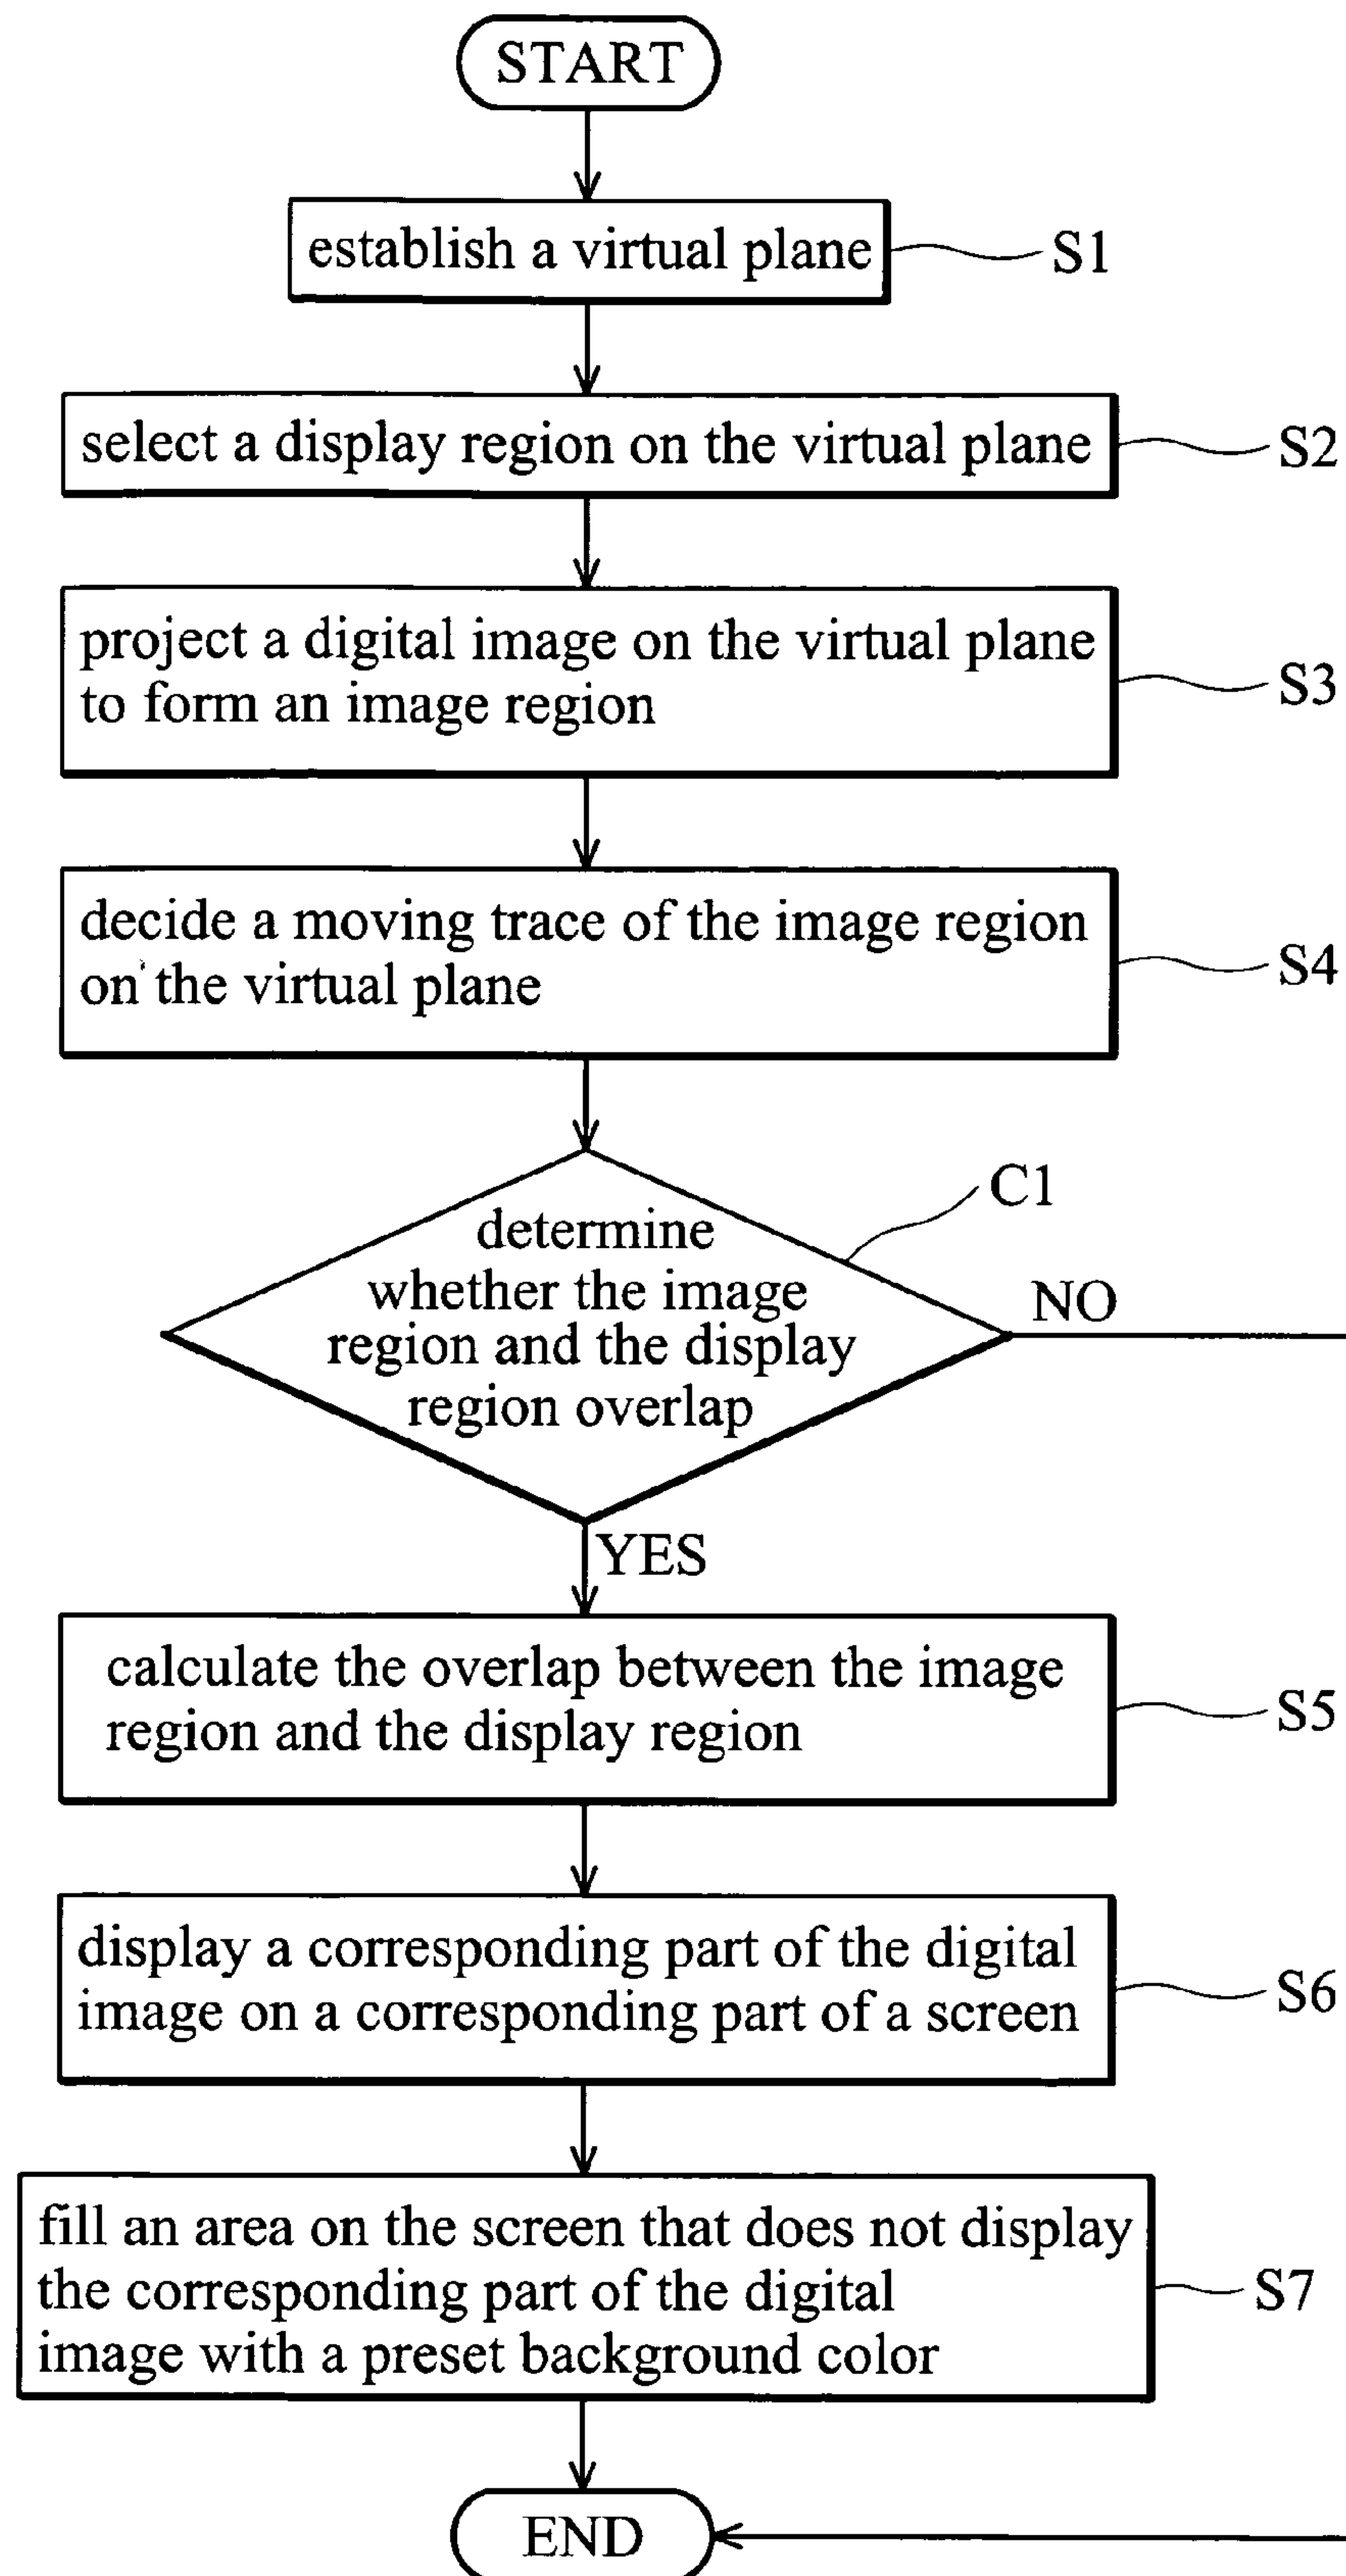 START
establish a virtual plane
S1
select a display region on the virtual plane
S2
project a digital image on the virtual plane
to form an image region
S3
decide a moving trace of the image region
on the virtual plane
S4
C1
determine
whether the image
region and the display
region overlap
NO
YES
calculate the overlap between the image
region and the display region
S5
display a corresponding part of the digital
image on a corresponding part of a screen
S6
fill an area on the screen that does not display
the corresponding part of the digital
image with a preset background color
S7
END